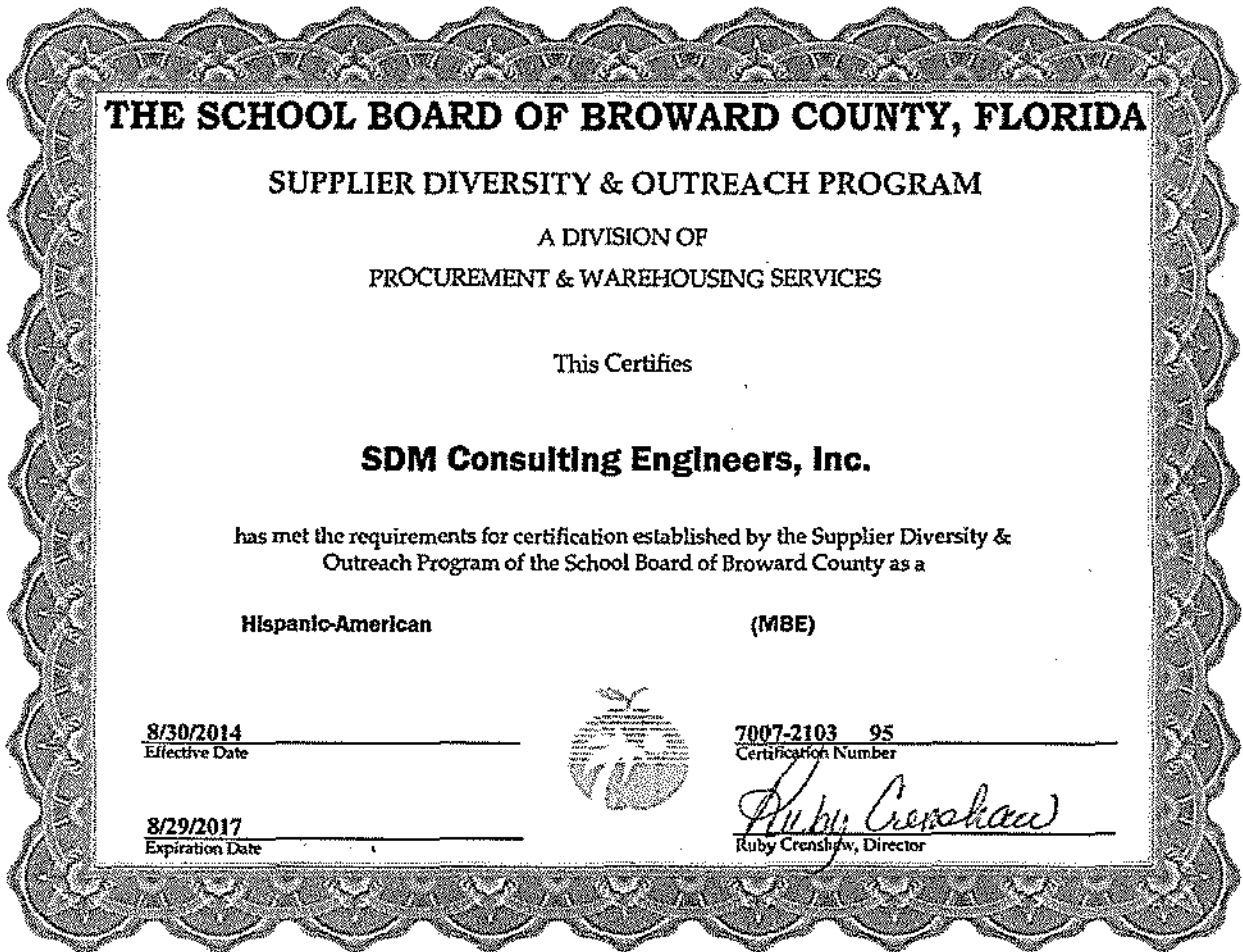 THE SCHOOL BOARD OF BROWARD COUNTY, FLORIDA
SUPPLIER DIVERSITY & OUTREACH PROGRAM
A DIVISION OF
PROCUREMENT & WAREHOUSING SERVICES
This Certifies
SDM Consulting Engineers, Inc.
has met the requirements for certification established by the Supplier Diversity &
Outreach Program of the School Board of Broward County as a
Hispanic-American (MBE)
8/30/2014
Effective Date
7007-2103 95
Certification Number
8/29/2017
Expiration Date
Ruby Crenshaw
Ruby Crenshaw, Director